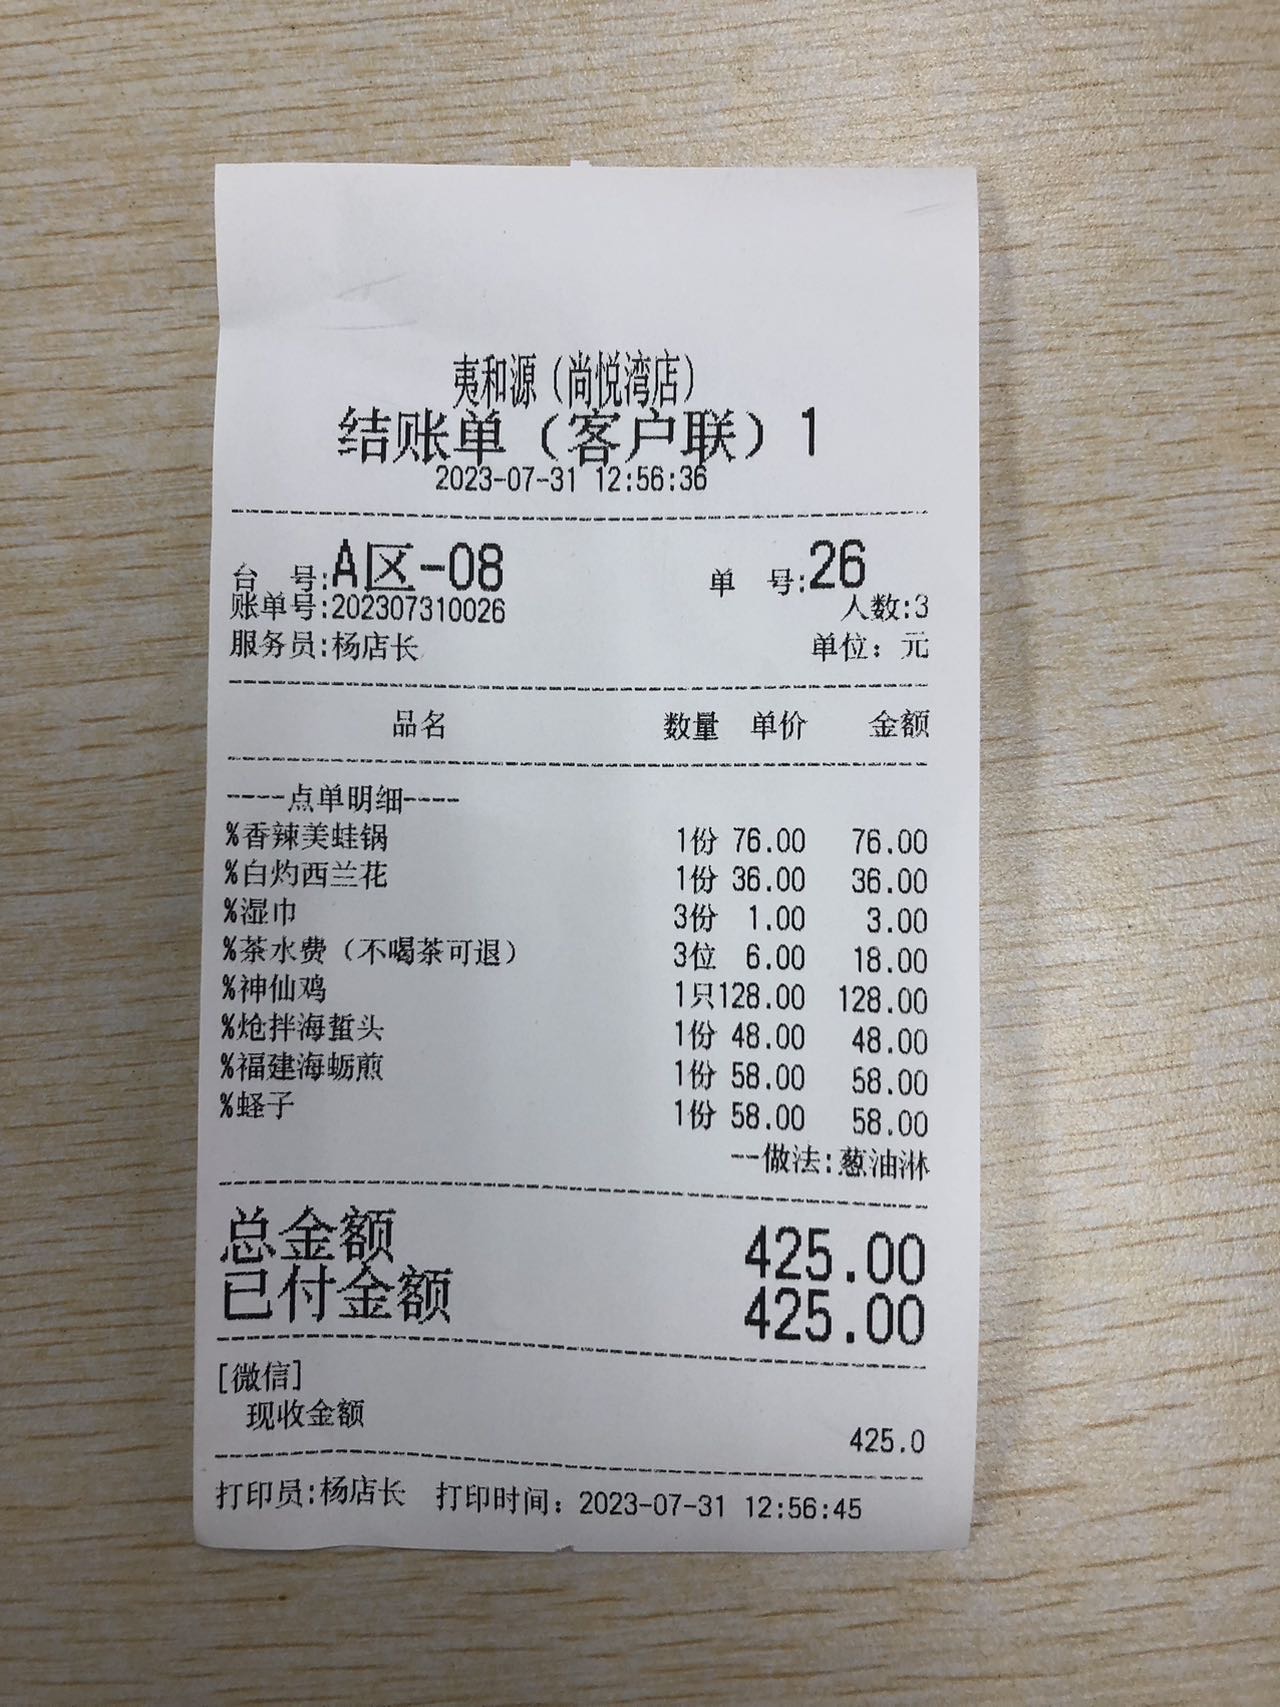 夷和源（尚悦湾店）
结账单（客户联）1
2023-07-31 12:56:36
台 号:A区-08 单 号:26
账单号:202307310026 人数:3
服务员:杨店长 单位：元
品名 数量 单价 金额
----点单明细----
%香辣美蛙锅 1份 76.00 76.00
%白灼西兰花 1份 36.00 36.00
%湿巾 3份 1.00 3.00
%茶水费（不喝茶可退） 3位 6.00 18.00
%神仙鸡 1只 128.00 128.00
%炝拌海蜇头 1份 48.00 48.00
%福建海蛎煎 1份 58.00 58.00
%蛏子 1份 58.00 58.00
--做法:葱油淋
总金额 425.00
已付金额 425.00
[微信]
现收金额 425.0
打印员:杨店长 打印时间：2023-07-31 12:56:45